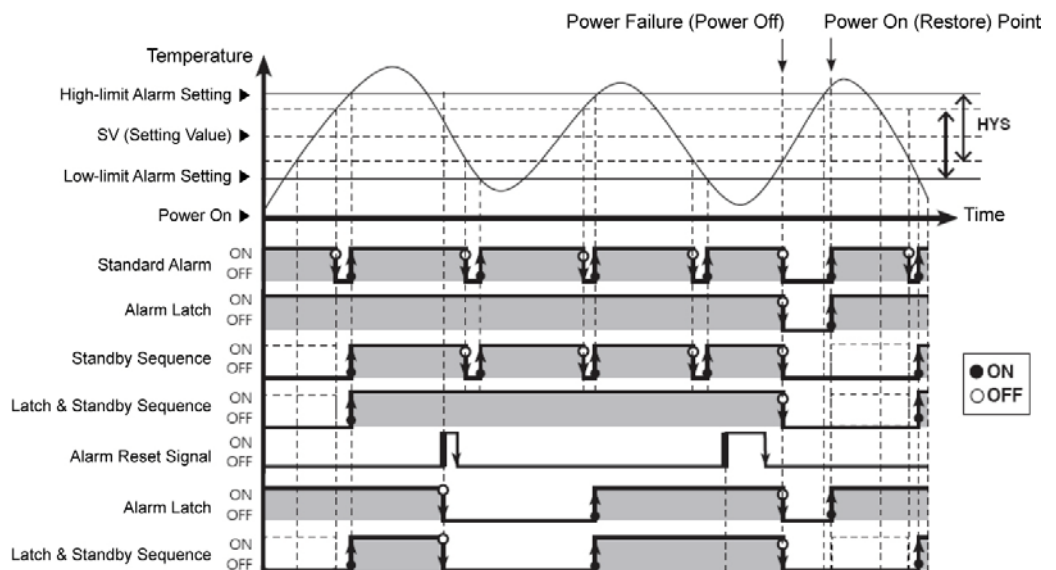 Power Failure (Power Off)
Power On (Restore) Point
Temperature
High-limit Alarm Setting ▶
SV (Setting Value) ▶
HYS
Low-limit Alarm Setting ▶
Power On ▶
Time
Standard Alarm
ON
OFF
Alarm Latch
ON
OFF
Standby Sequence
ON
OFF
Latch & Standby Sequence
ON
OFF
● ON
○ OFF
Alarm Reset Signal
ON
OFF
Alarm Latch
ON
OFF
Latch & Standby Sequence
ON
OFF